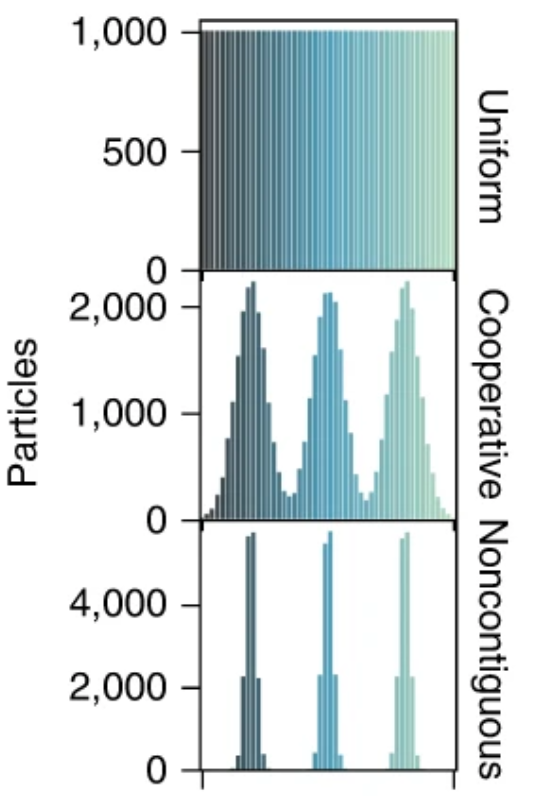 Particles
1,000
500
0
Uniform
2,000
1,000
0
Cooperative
4,000
2,000
0
Noncontiguous